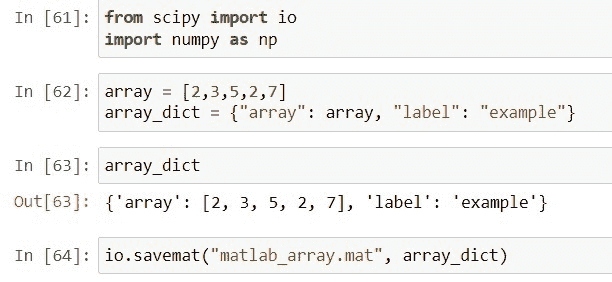 In [61]: from scipy import io
import numpy as np
In [62]: array = [2,3,5,2,7]
array_dict = {"array": array, "label": "example"}
In [63]: array_dict
Out[63]: {'array': [2, 3, 5, 2, 7], 'label': 'example'}
In [64]: io.savemat("matlab_array.mat", array_dict)